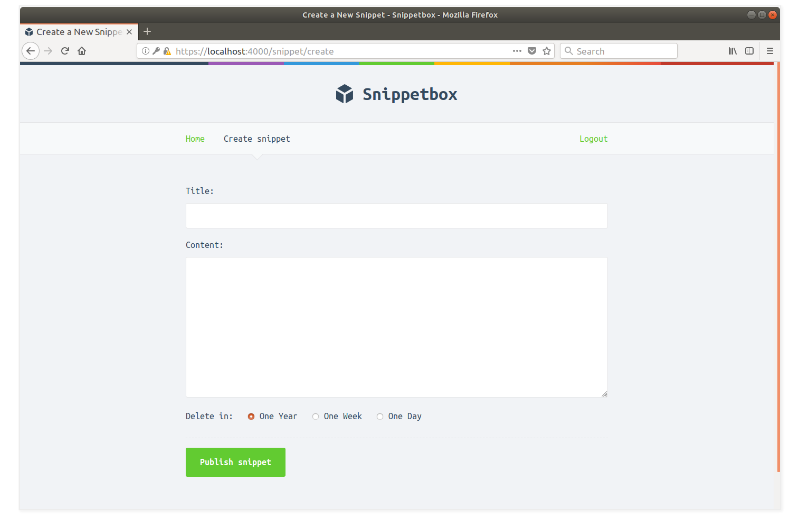 Create a New Snippet - Snippetbox - Mozilla Firefox
Create a New Snippe
https://localhost:4000/snippet/create
Search
Snippetbox
Home Create snippet Logout
Title:
Content:
Delete in: One Year One Week One Day
Publish snippet